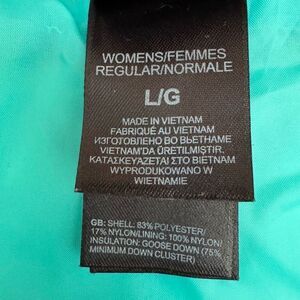 WOMENS/FEMMES
REGULAR/NORMALE
L/G
MADE IN VIETNAM
FABRIQUÉ AU VIETNAM
ИЗГОТОВЛЕНО ВО ВЬЕТНАМЕ
VIETNAM'DA ÜRETILMIŞTIR.
ΚΑΤΑΣΚΕΥΑΖΕΤΑΙ ΣΤΟ ΒΙΕΤΝΑΜ
WYPRODUKOWANO W
WIETNAMIE
GB: SHELL: 83% POLYESTER/
17% NYLON/LINING: 100% NYLON/
INSULATION: GOOSE DOWN (75%
MINIMUM DOWN CLUSTER)